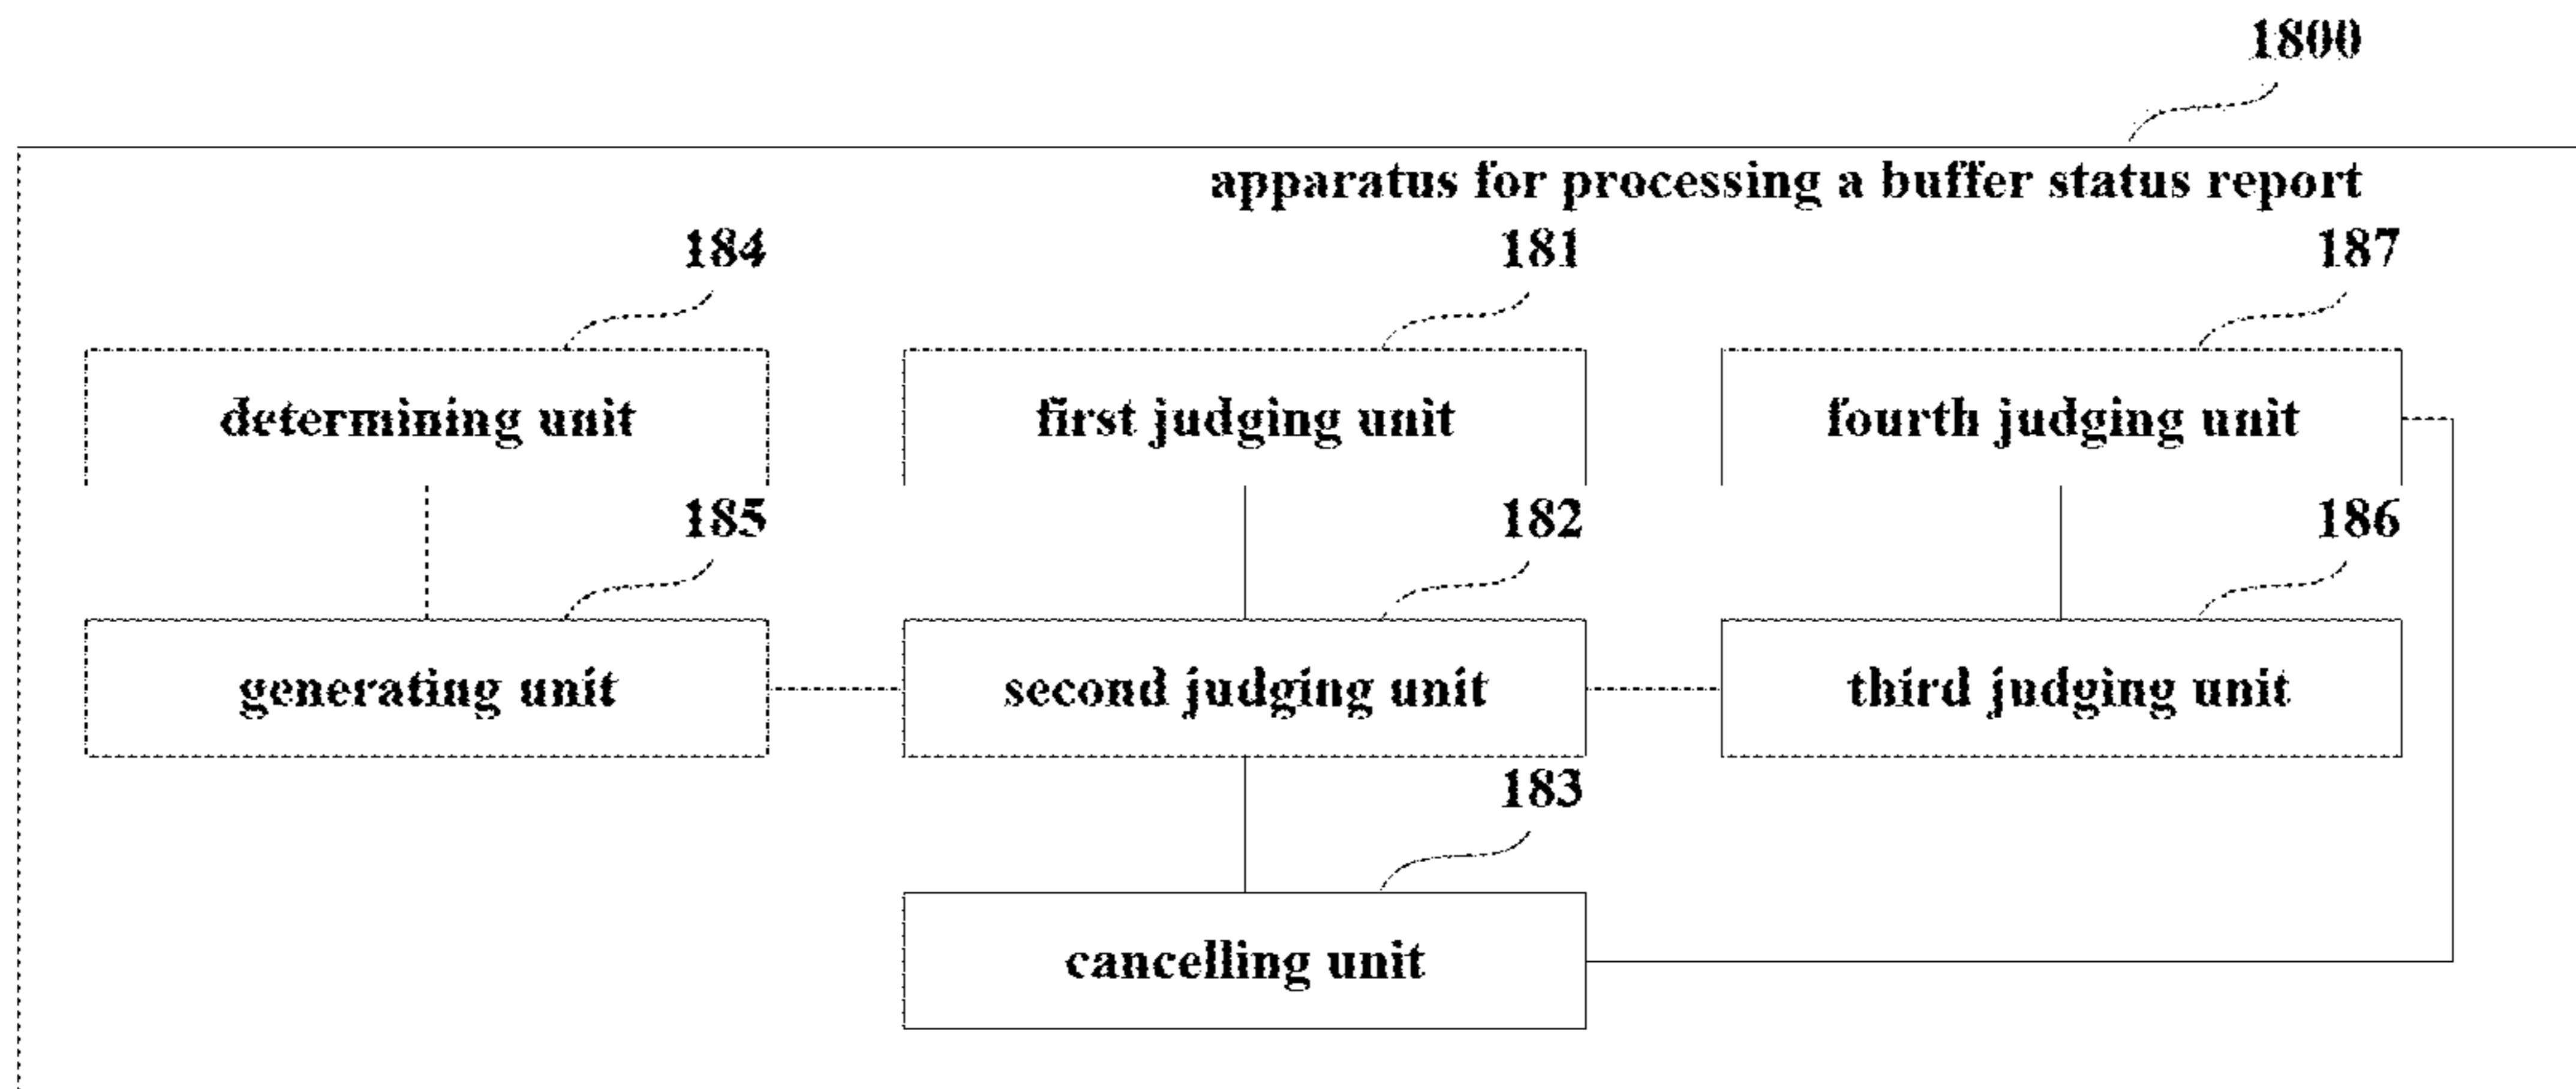 1800
apparatus for processing a buffer status report
184 181 187
determining unit first judging unit fourth judging unit
185 182 186
generating unit second judging unit third judging unit
183
cancelling unit